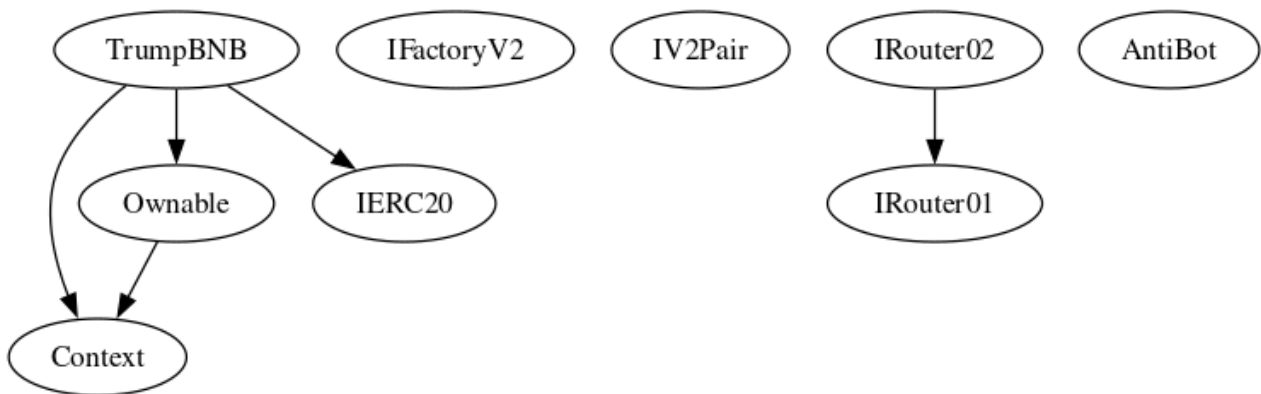 TrumpBNB
IFactoryV2
IV2Pair
IRouter02
AntiBot
Ownable
IERC20
IRouter01
Context